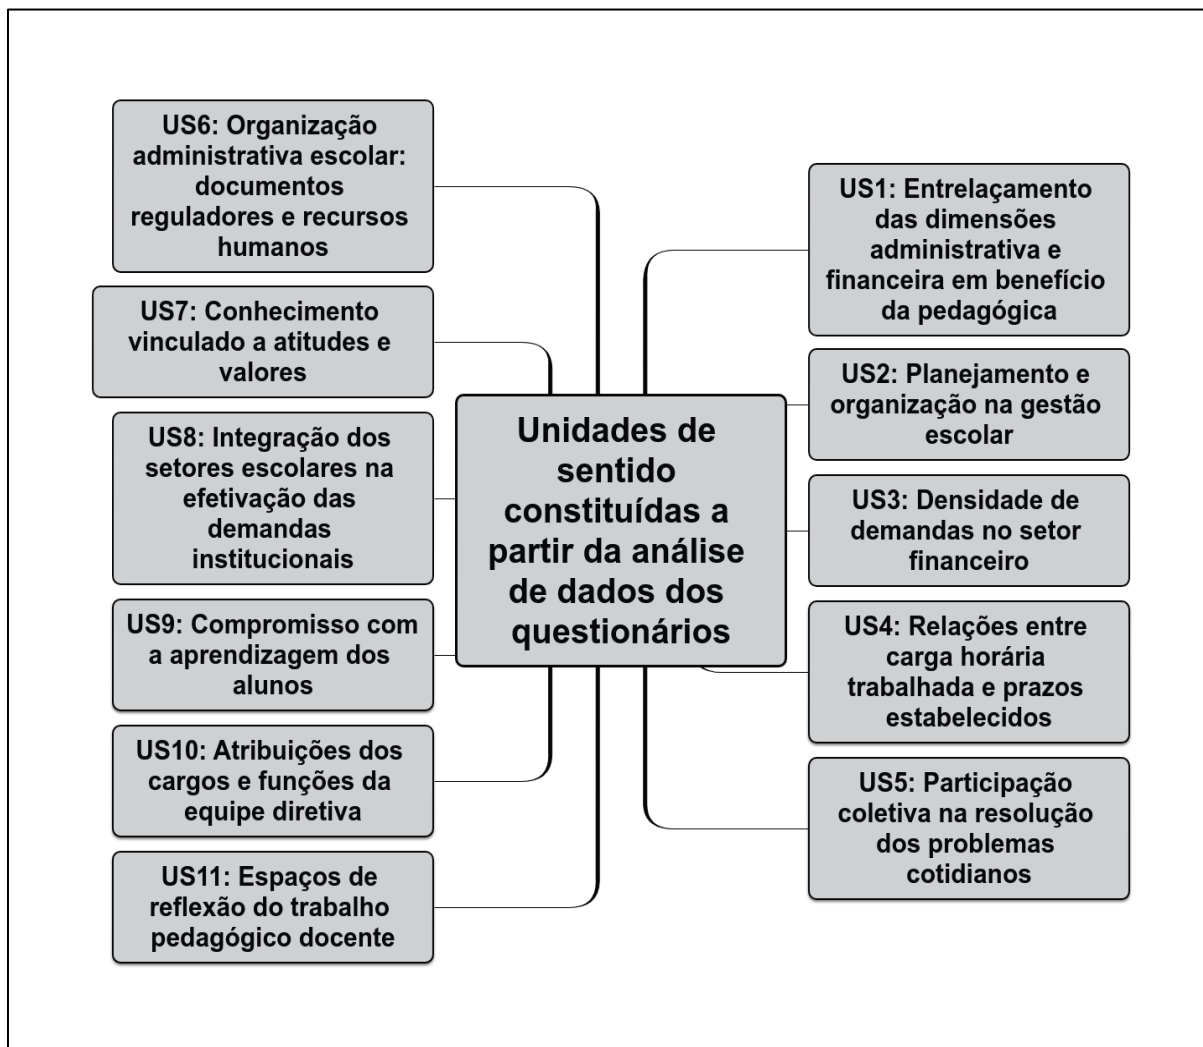 US6: Organização
administrativa escolar:
documentos
reguladores e recursos
humanos
US7: Conhecimento
vinculado a atitudes e
valores
US8: Integração dos
setores escolares na
efetivação das
demandas
institucionais
US9: Compromisso com
a aprendizagem dos
alunos
US10: Atribuições dos
cargos e funções da
equipe diretiva
US11: Espaços de
reflexão do trabalho
pedagógico docente
Unidades de
sentido
constituídas a
partir da análise
de dados dos
questionários
US1: Entrelaçamento
das dimensões
administrativa e
financeira em benefício
da pedagógica
US2: Planejamento e
organização na gestão
escolar
US3: Densidade de
demandas no setor
financeiro
US4: Relações entre
carga horária
trabalhada e prazos
estabelecidos
US5: Participação
coletiva na resolução
dos problemas
cotidianos